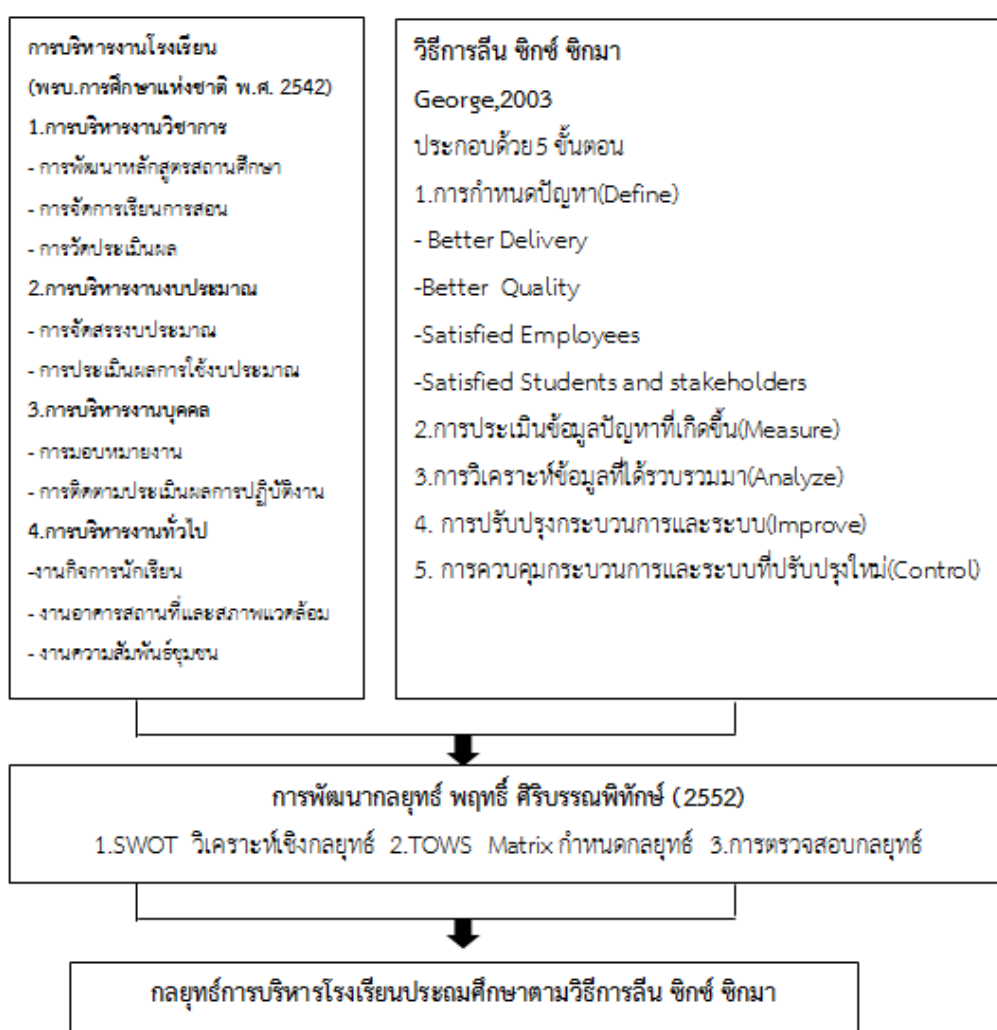 การบริหารงานโรงเรียน
(พรบ.การศึกษาแห่งชาติ พ.ศ. 2542)
1.การบริหารงานวิชาการ
- การพัฒนาหลักสูตรสถานศึกษา
- การจัดการเรียนการสอน
- การวัดประเมินผล
2.การบริหารงานงบประมาณ
- การจัดสรรงบประมาณ
- การประเมินผลการใช้งบประมาณ
3.การบริหารงานบุคคล
- การมอบหมายงาน
- การติดตามประเมินผลการปฏิบัติงาน
4.การบริหารงานทั่วไป
-งานกิจการนักเรียน
- งานอาคารสถานที่และสภาพแวดล้อม
- งานความสัมพันธ์ชุมชน
วิธีการลีน ซิกซ์ ซิกมา
George,2003
ประกอบด้วย 5 ขั้นตอน
1.การกำหนดปัญหา(Define)
- Better Delivery
-Better Quality
-Satisfied Employees
-Satisfied Students and stakeholders
2.การประเมินข้อมูลปัญหาที่เกิดขึ้น(Measure)
3.การวิเคราะห์ข้อมูลที่ได้รวบรวมมา(Analyze)
4. การปรับปรุงกระบวนการและระบบ(Improve)
5. การควบคุมกระบวนการและระบบที่ปรับปรุงใหม่(Control)
การพัฒนากลยุทธ์ พฤทธิ์ ศิริบรรณพิทักษ์ (2552)
1.SWOT วิเคราะห์เชิงกลยุทธ์ 2.TOWS Matrix กำหนดกลยุทธ์ 3.การตรวจสอบกลยุทธ์
กลยุทธ์การบริหารโรงเรียนประถมศึกษาตามวิธีการลีน ซิกซ์ ซิกมา